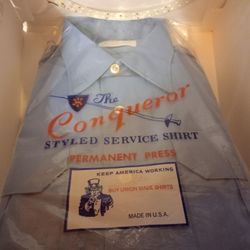 The
Conqueror
STYLED SERVICE SHIRT
PERMANENT PRESS
KEEP AMERICA WORKING
BUY UNION MADE SHIRTS
MADE IN U.S.A.